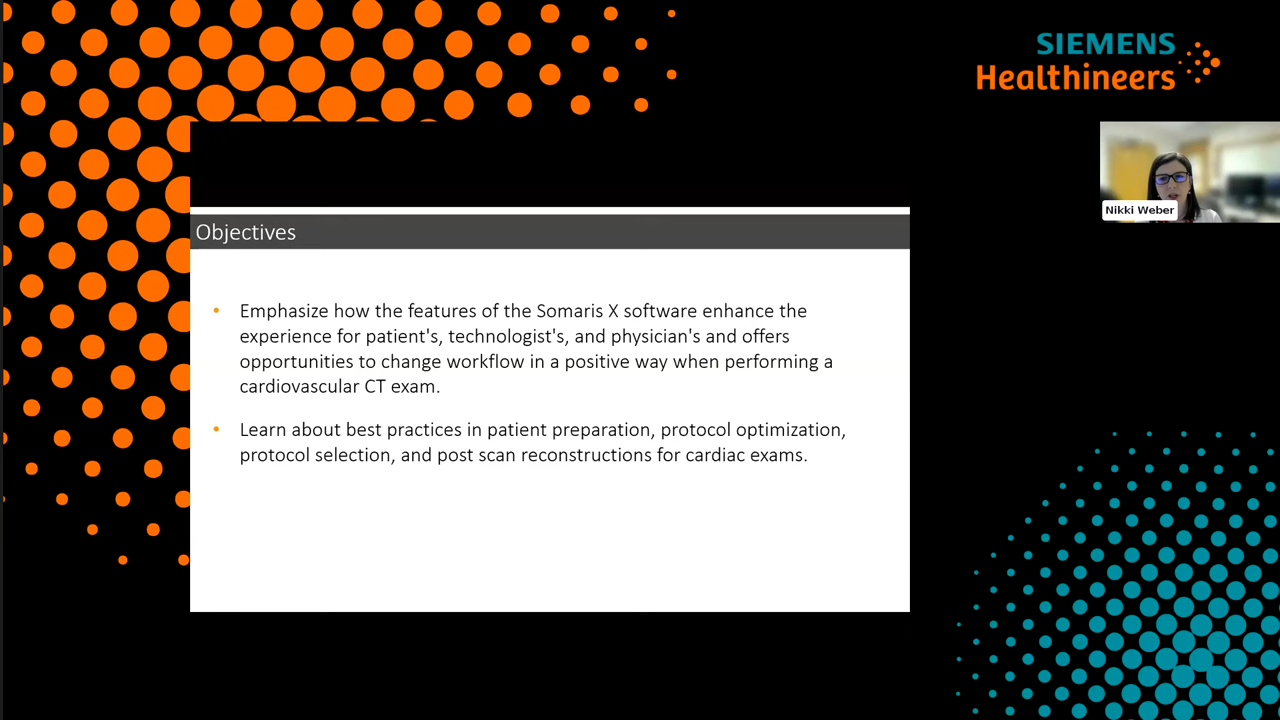 SIEMENS
Healthineers
Nikki Weber
Objectives
• Emphasize how the features of the Somaris X software enhance the
experience for patient's, technologist's, and physician's and offers
opportunities to change workflow in a positive way when performing a
cardiovascular CT exam.
• Learn about best practices in patient preparation, protocol optimization,
protocol selection, and post scan reconstructions for cardiac exams.